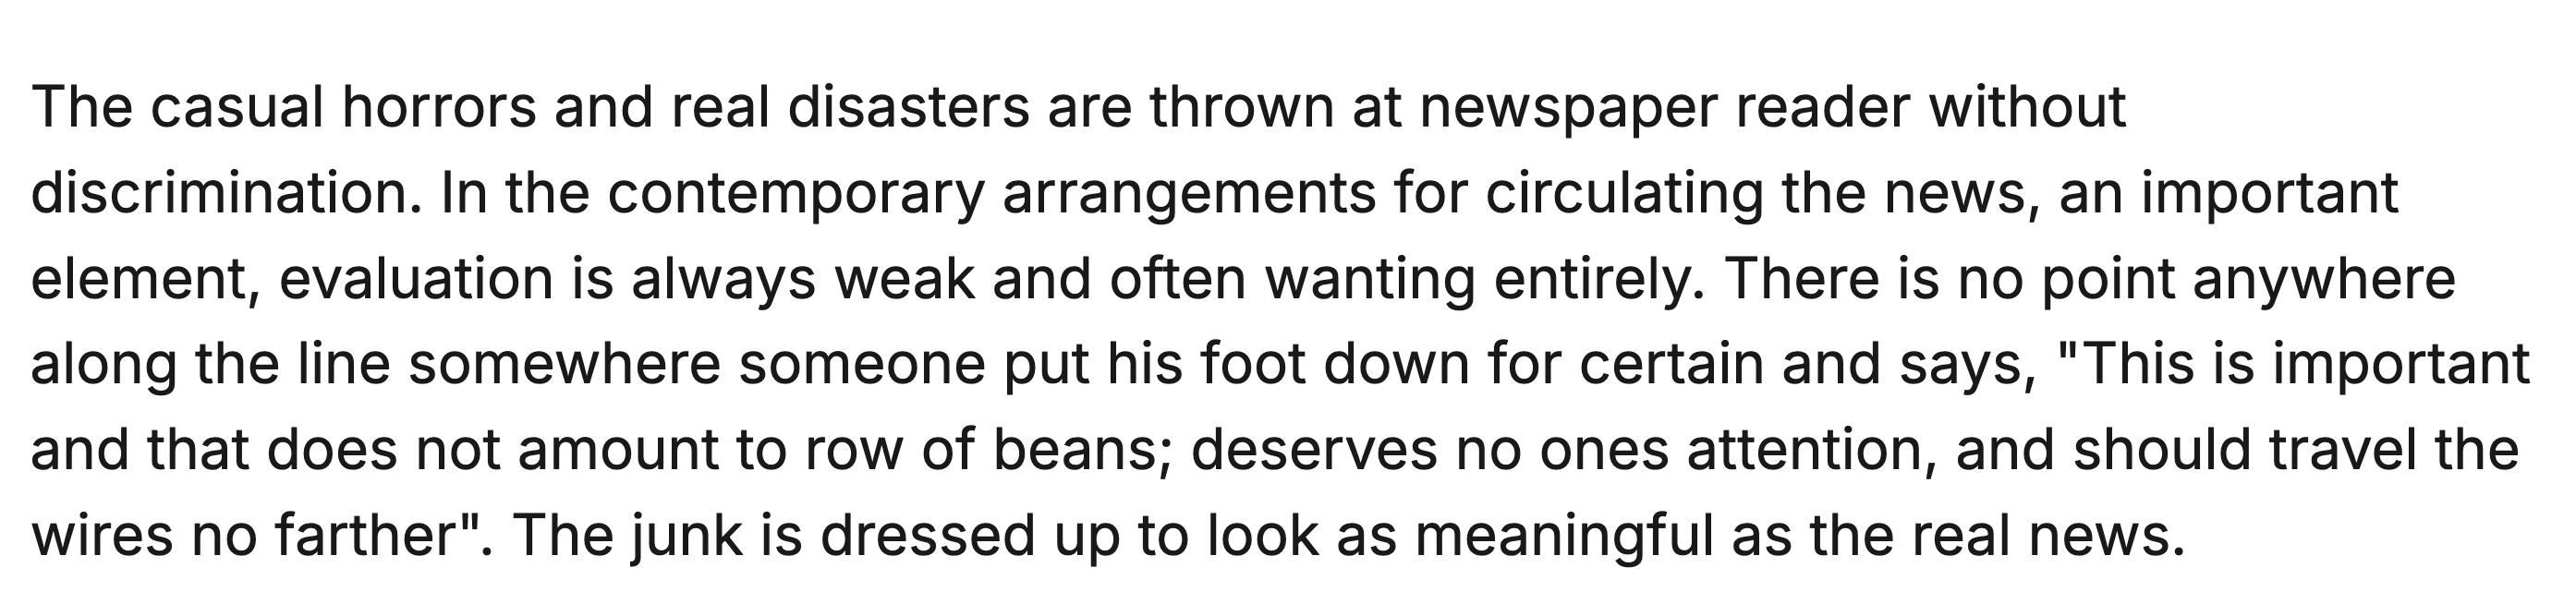 The casual horrors and real disasters are thrown at newspaper reader without
discrimination. In the contemporary arrangements for circulating the news, an important
element, evaluation is always weak and often wanting entirely. There is no point anywhere
along the line somewhere someone put his foot down for certain and says, "This is important
and that does not amount to row of beans; deserves no ones attention, and should travel the
wires no farther". The junk is dressed up to look as meaningful as the real news.